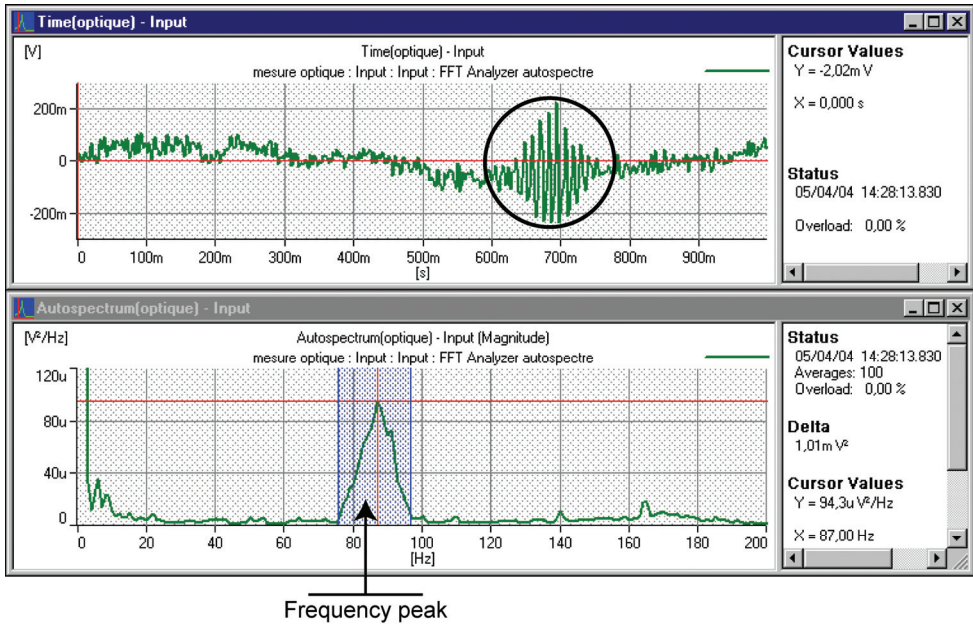 Time(optique) - Input
[V]
Time(optique) - Input
mesure optique : Input : Input : FFT Analyzer autospectre
200m
0
-200m
0 100m 200m 300m 400m 500m 600m 700m 800m 900m
[s]
Cursor Values
Y = -2,02m V
X = 0,000 s
Status
05/04/04 14:28:13.830
Overload: 0,00 %
Autospectrum(optique) - Input
[V²/Hz]
Autospectrum(optique) - Input (Magnitude)
mesure optique : Input : Input : FFT Analyzer autospectre
120u
80u
40u
0
0 20 40 60 80 100 120 140 160 180 200
[Hz]
Status
05/04/04 14:28:13.830
Averages: 100
Overload: 0,00 %
Delta
1,01m V²
Cursor Values
Y = 94,3u V²/Hz
X = 87,00 Hz
Frequency peak